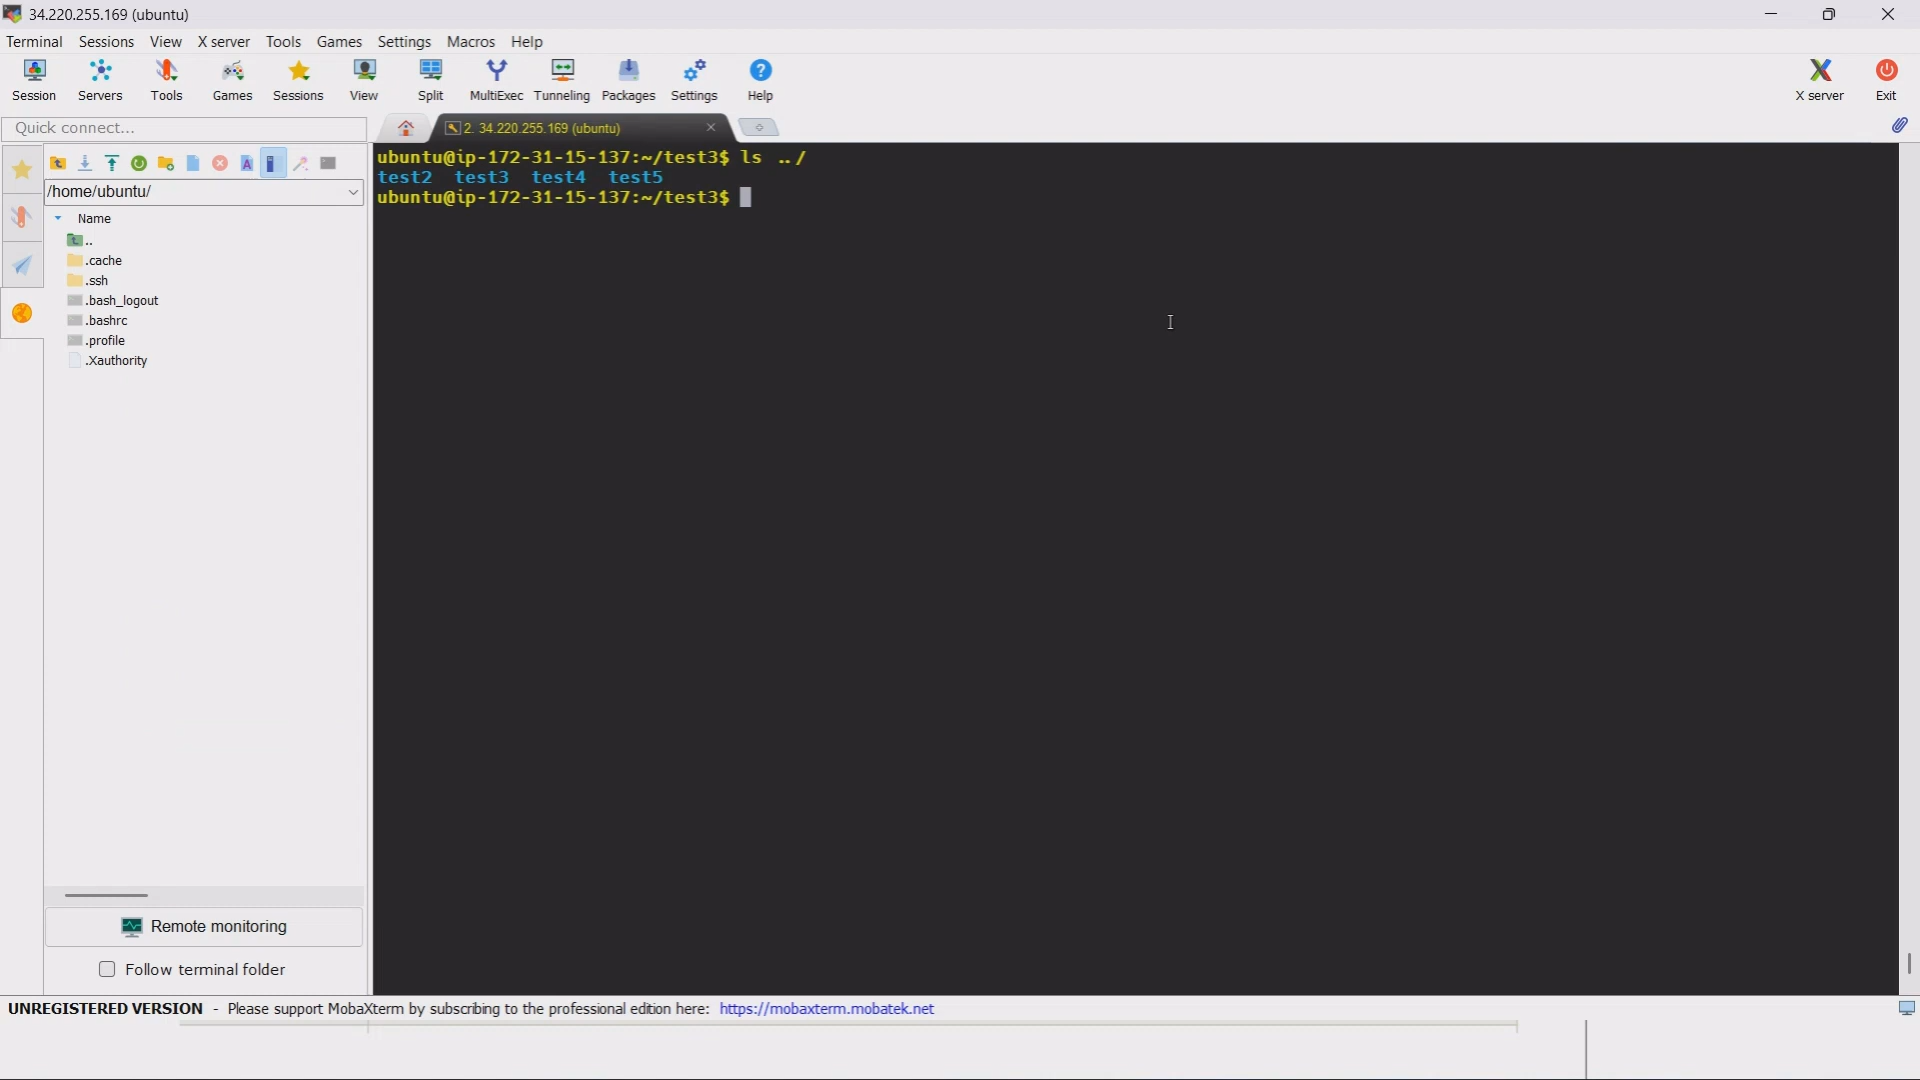 34.220.255.169 (ubuntu)
Terminal Sessions View X server Tools Games Settings Macros Help
Session Servers Tools Games Sessions View Split MultiExec Tunneling Packages Settings Help X server Exit
Quick connect...
2. 34.220.255.169 (ubuntu)
/home/ubuntu/
Name
..
.cache
.ssh
.bash_logout
.bashrc
.profile
.Xauthority
ubuntu@ip-172-31-15-137:~/test3$ ls ../
test2 test3 test4 test5
ubuntu@ip-172-31-15-137:~/test3$
Remote monitoring
Follow terminal folder
UNREGISTERED VERSION - Please support MobaXterm by subscribing to the professional edition here: https://mobaxterm.mobatek.net